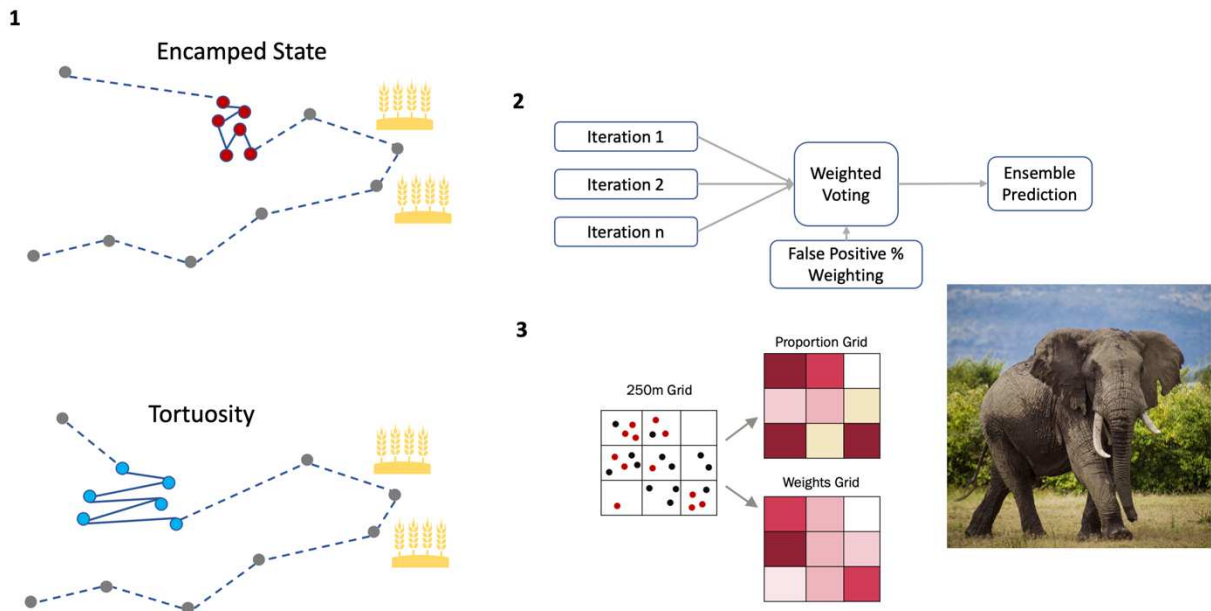 1
Encamped State
Tortuosity
2
Iteration 1
Iteration 2
Iteration n
Weighted
Voting
Ensemble
Prediction
False Positive %
Weighting
3
250m Grid
Proportion Grid
Weights Grid